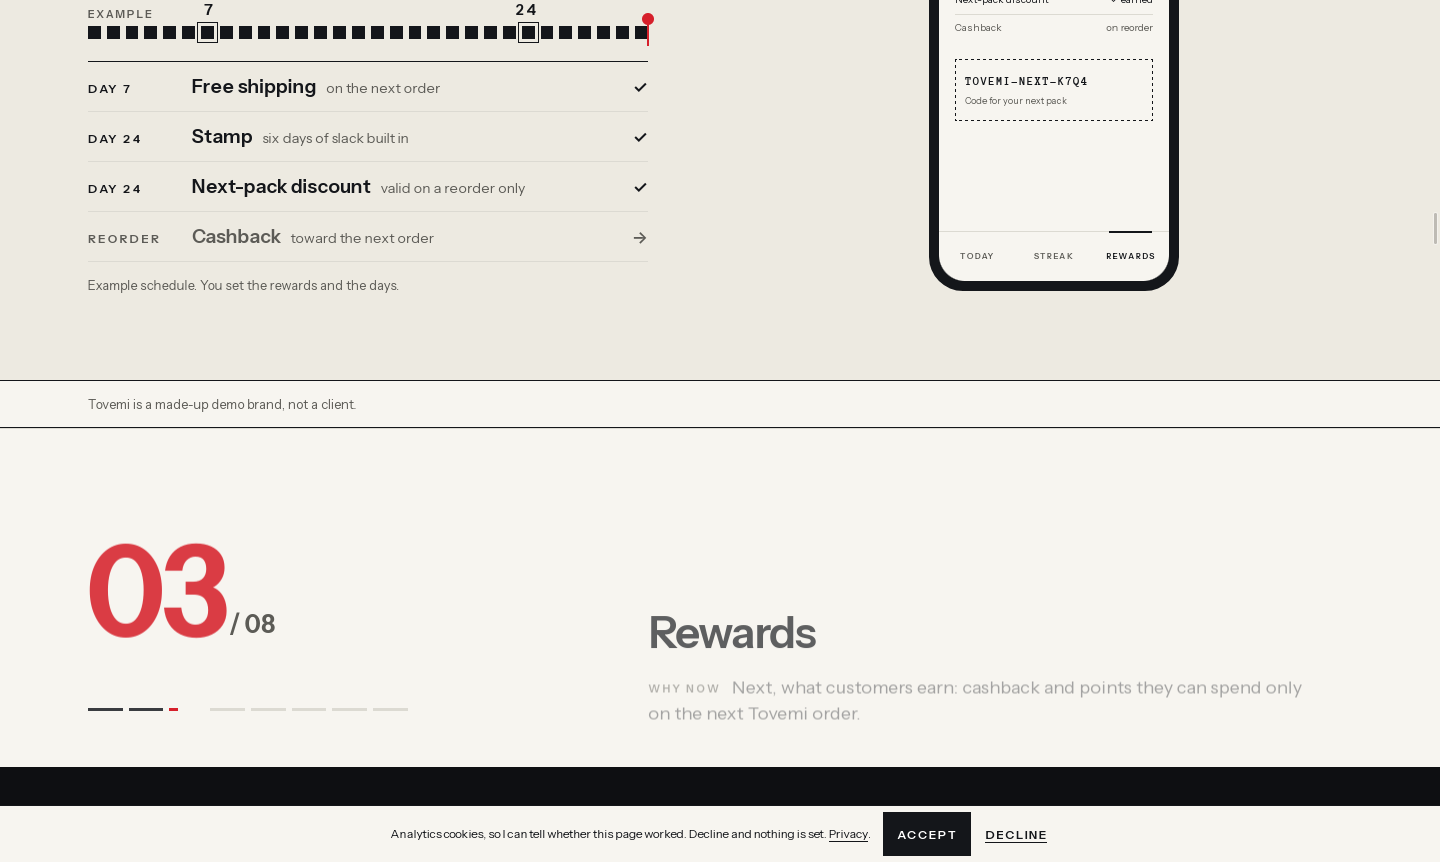 EXAMPLE
7
24
DAY 7 Free shipping on the next order
DAY 24 Stamp six days of slack built in
DAY 24 Next-pack discount valid on a reorder only
REORDER Cashback toward the next order
Example schedule. You set the rewards and the days.
Next-pack discount ✓ earned
Cashback on reorder
TOVEMI-NEXT-K7Q4
Code for your next pack
TODAY STREAK REWARDS
Tovemi is a made-up demo brand, not a client.
03 / 08
Rewards
WHY NOW Next, what customers earn: cashback and points they can spend only
on the next Tovemi order.
Analytics cookies, so I can tell whether this page worked. Decline and nothing is set. Privacy.
ACCEPT
DECLINE